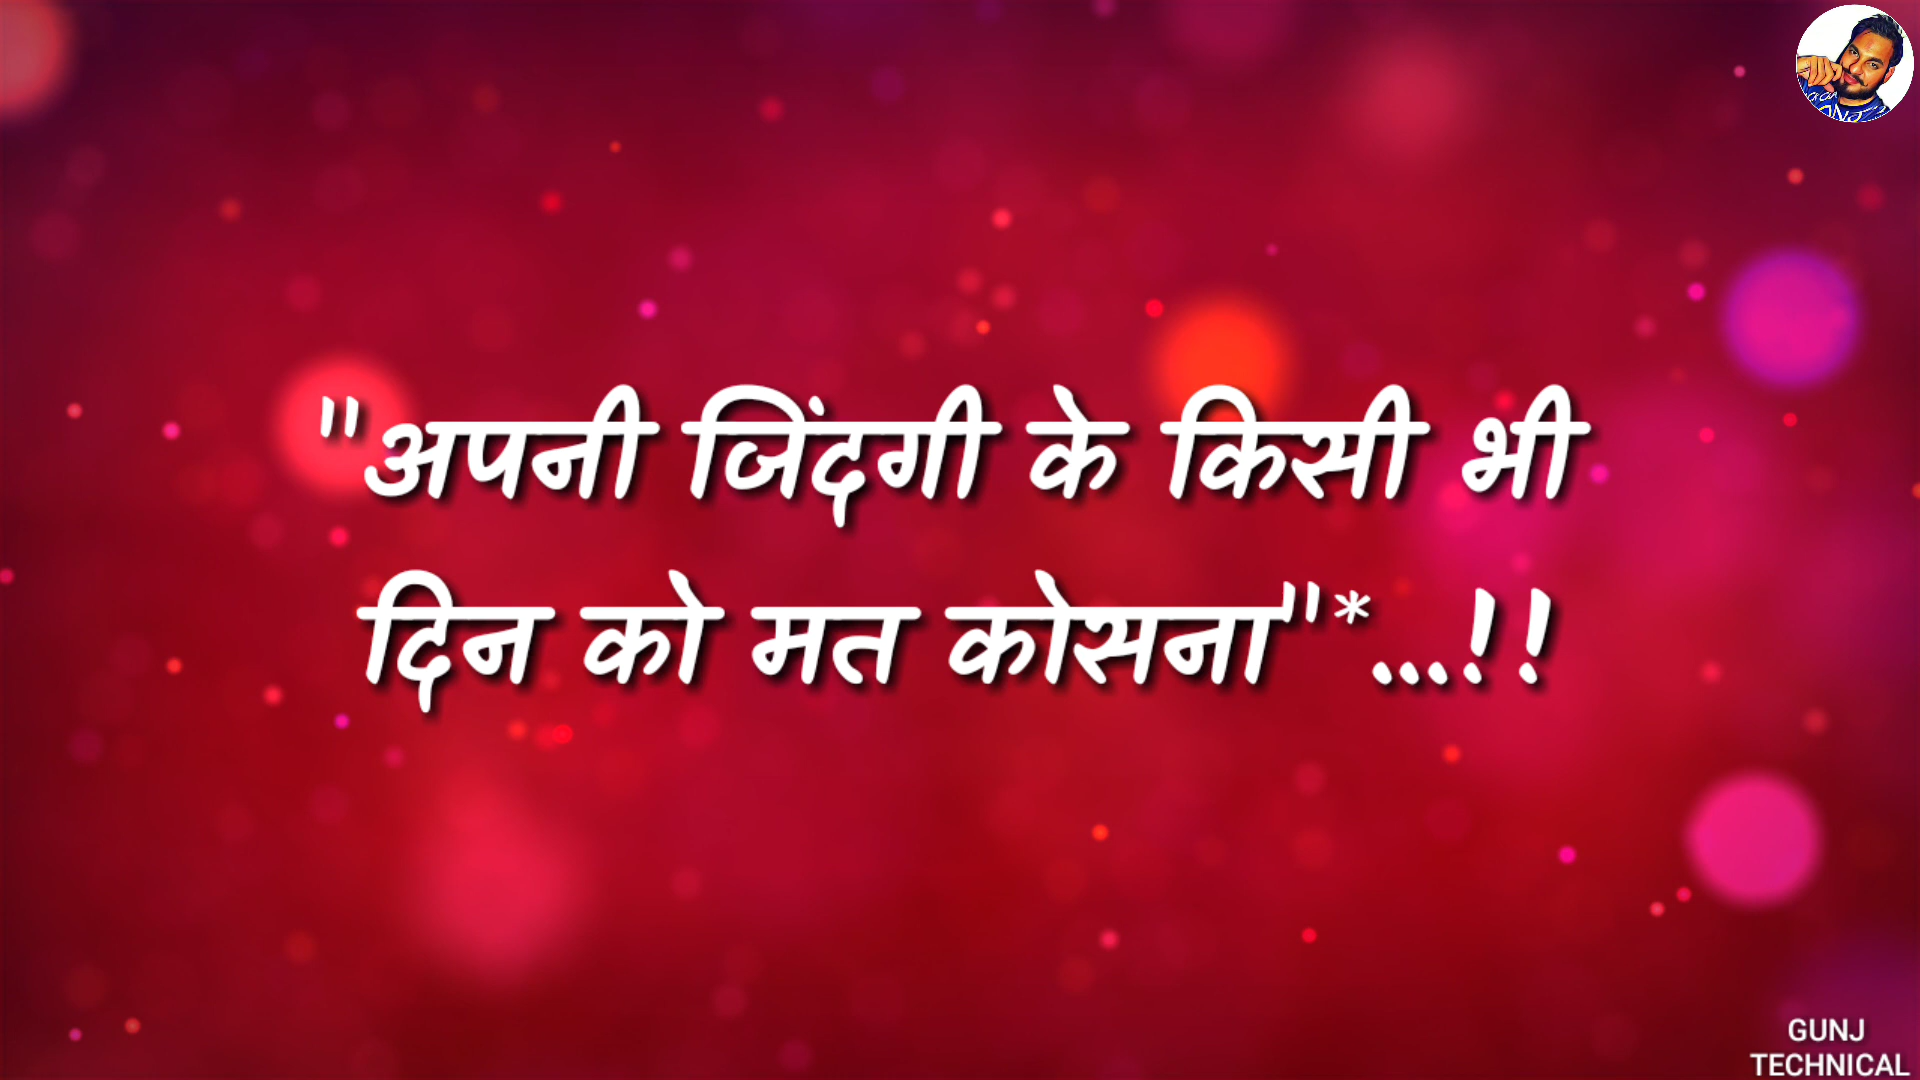 "अपनी जिंदगी के किसी भी
दिन को मत कोसना"*...!!
GUNJ
TECHNICAL